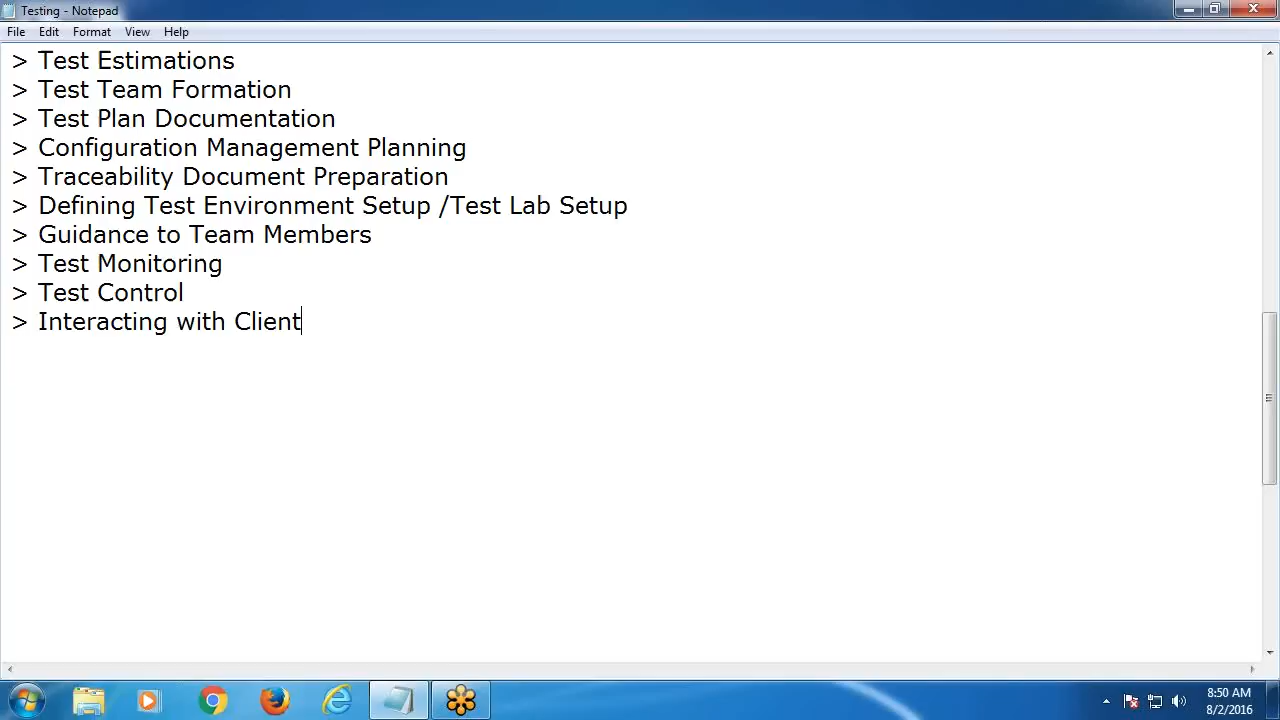 Testing - Notepad
File Edit Format View Help
> Test Estimations
> Test Team Formation
> Test Plan Documentation
> Configuration Management Planning
> Traceability Document Preparation
> Defining Test Environment Setup /Test Lab Setup
> Guidance to Team Members
> Test Monitoring
> Test Control
> Interacting with Client
8:50 AM
8/2/2016